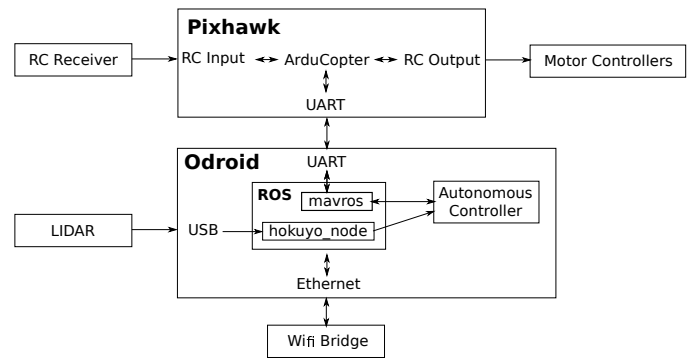 Pixhawk
RC Receiver
RC Input
ArduCopter
RC Output
Motor Controllers
UART
Odroid
UART
ROS
mavros
Autonomous
Controller
LIDAR
USB
hokuyo_node
Ethernet
Wifi Bridge